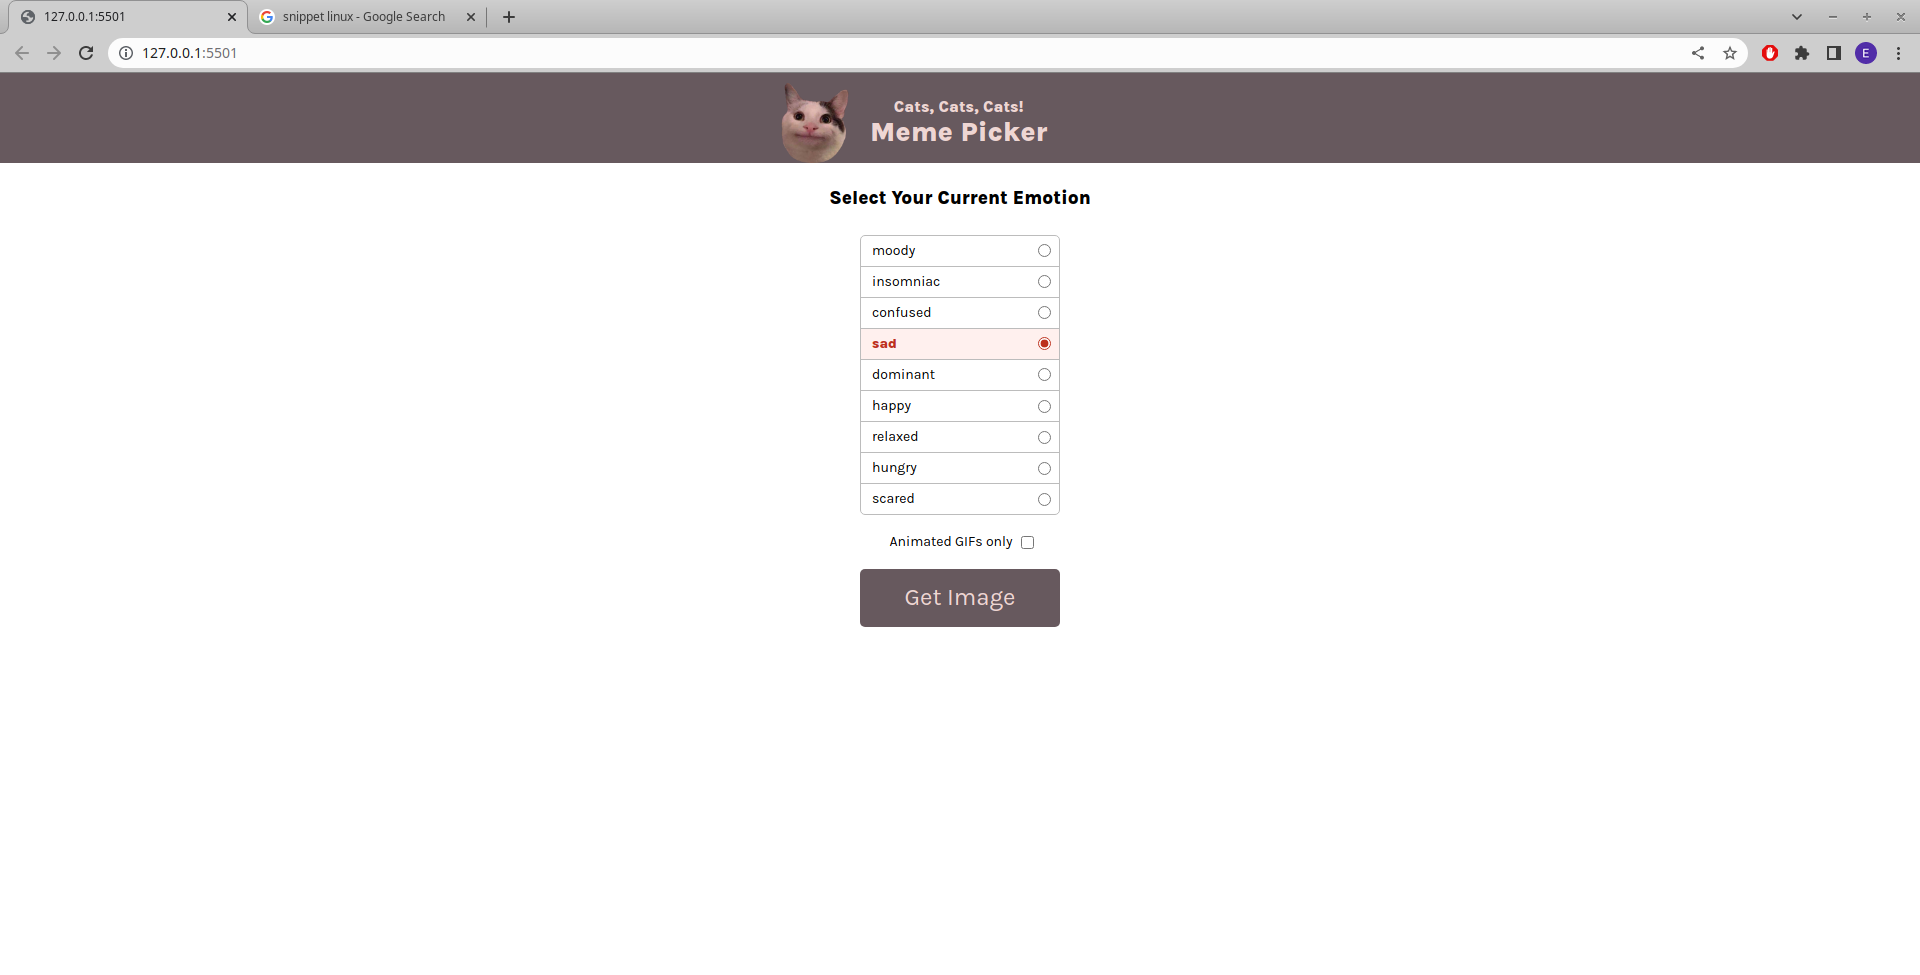 127.0.0.1:5501
snippet linux - Google Search
127.0.0.1:5501
E
Cats, Cats, Cats!
Meme Picker
Select Your Current Emotion
moody
insomniac
confused
sad
dominant
happy
relaxed
hungry
scared
Animated GIFs only
Get Image